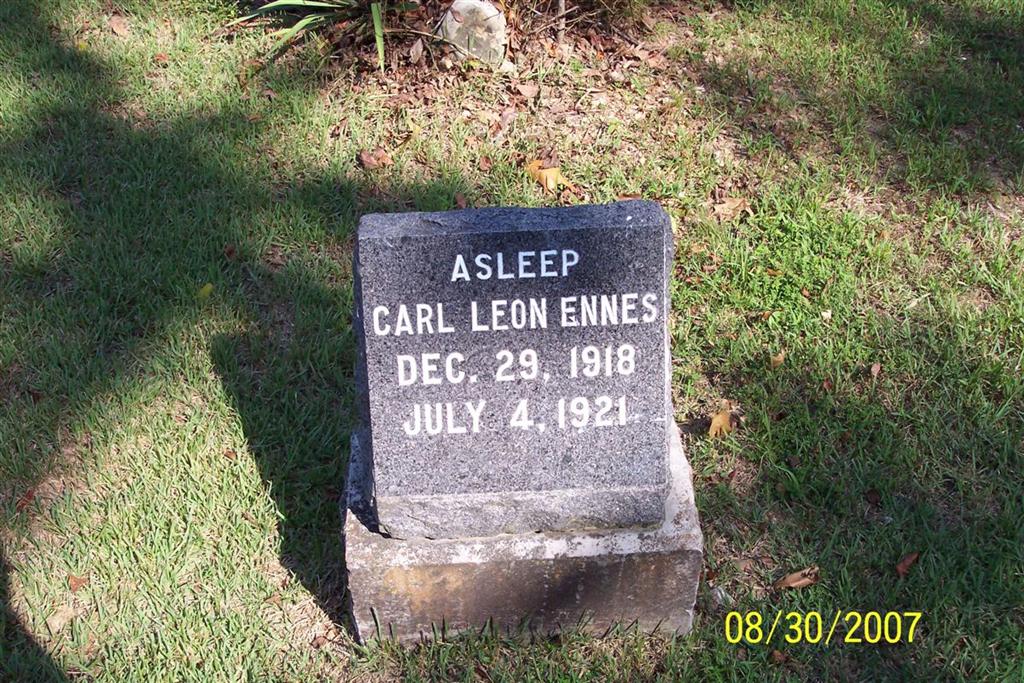 ASLEEP
CARL LEON ENNES
DEC. 29, 1918
JULY 4, 1921
08/30/2007